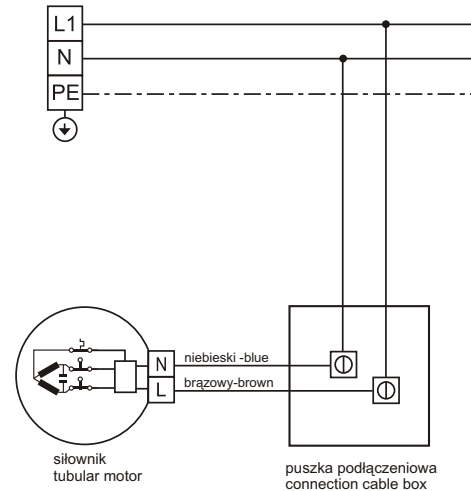 L1
N
PE
N
niebieski -blue
L
brązowy-brown
siłownik
tubular motor
puszka podłączeniowa
connection cable box